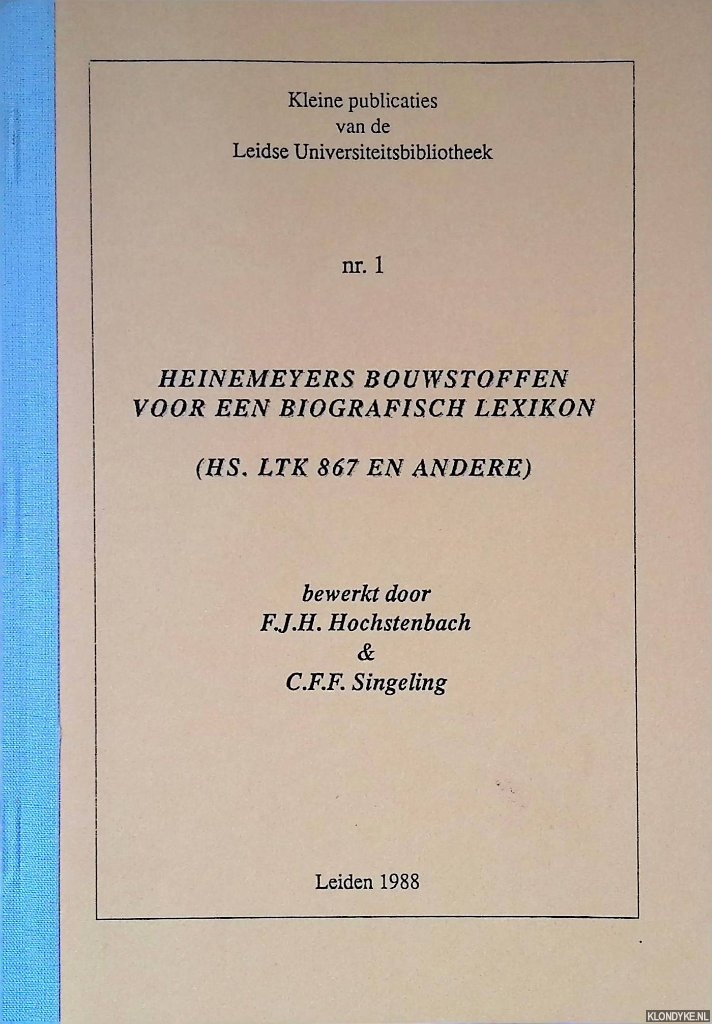 Kleine publicaties
van de
Leidse Universiteitsbibliotheek
nr. 1
HEINEMEYERS BOUWSTOFFEN
VOOR EEN BIOGRAFISCH LEXIKON
(HS. LTK 867 EN ANDERE)
bewerkt door
F.J.H. Hochstenbach
&
C.F.F. Singeling
Leiden 1988
KLONDYKE.NL